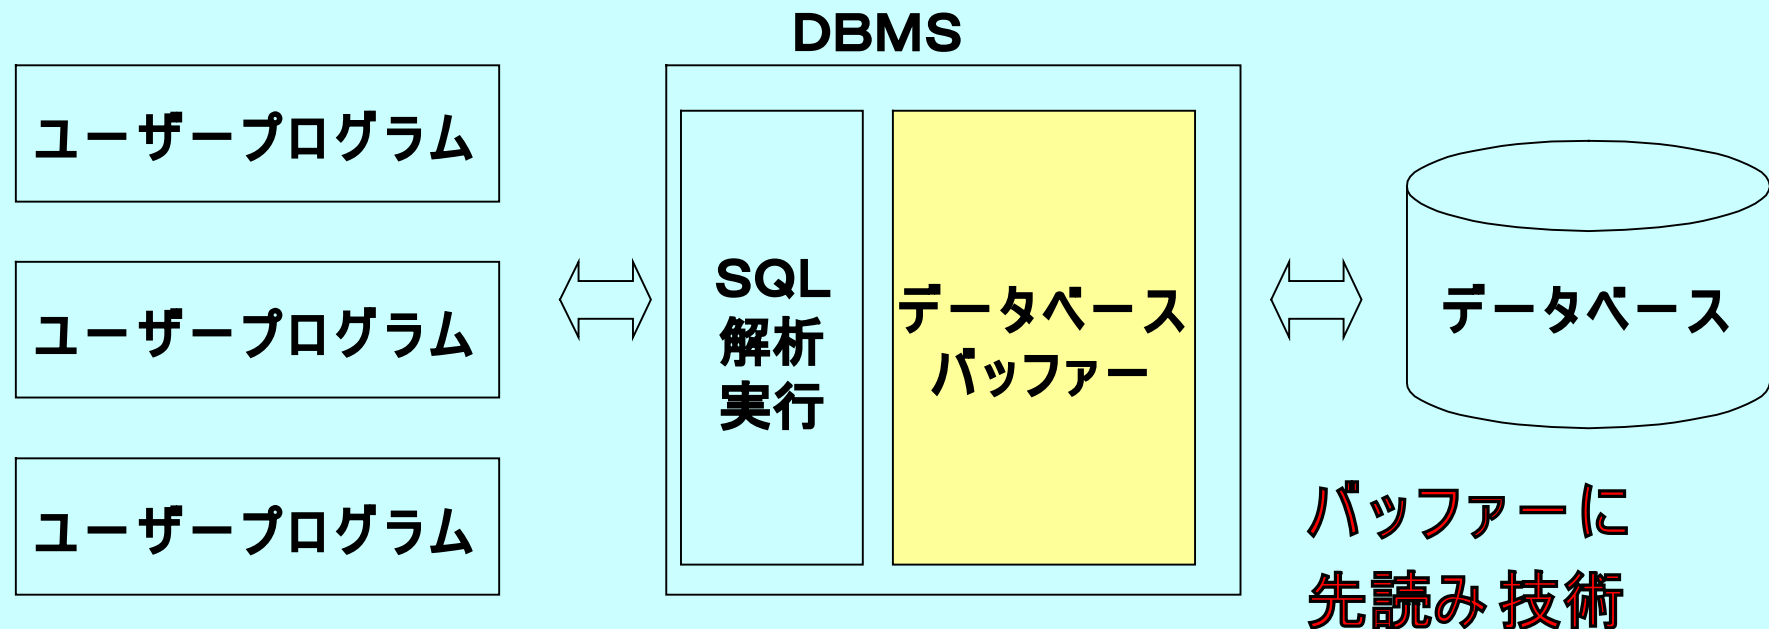 DBMS
ユーザープログラム
ユーザープログラム
ユーザープログラム
SQL
解析
実行
データベース
バッファー
データベース
バッファーに
先読み技術